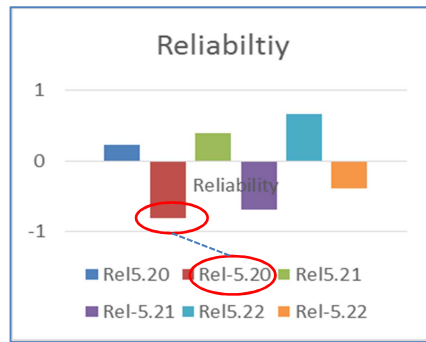 Reliabiltiy
1
0
Reliability
-1
Rel5.20 Rel-5.20 Rel5.21
Rel-5.21 Rel5.22 Rel-5.22